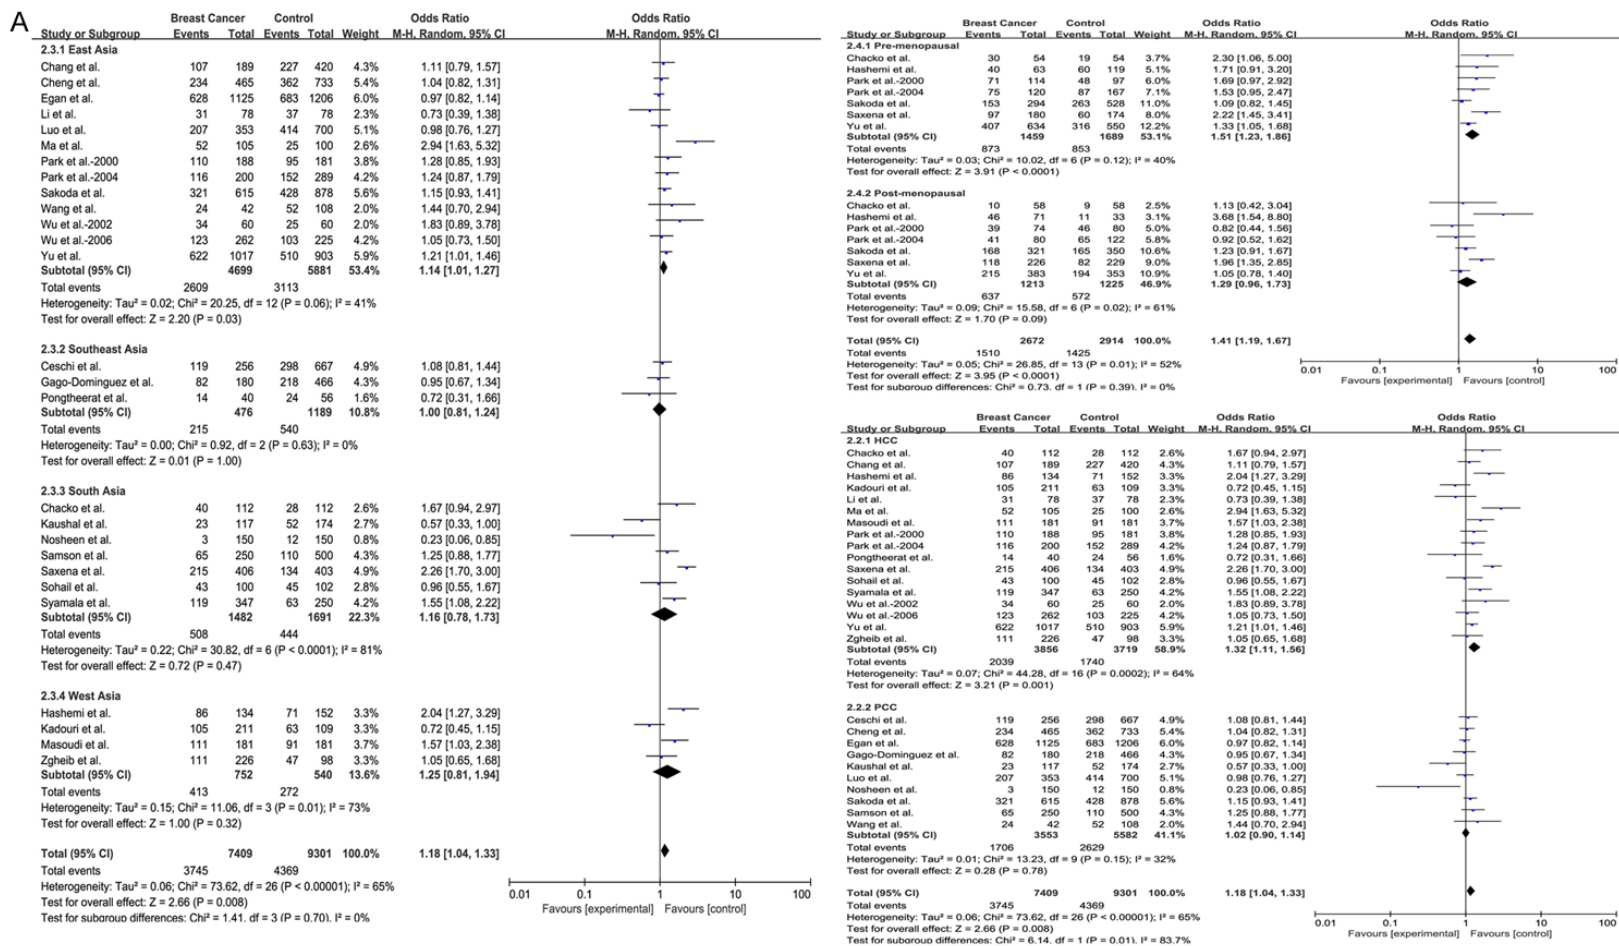 A
Breast Cancer Control Odds Ratio Odds Ratio
Study or Subgroup Events Total Events Total Weight M-H. Random. 95% CI M-H. Random. 95% CI
2.3.1 East Asia
Chang et al. 107 189 227 420 4.3% 1.11 [0.79, 1.57]
Cheng et al. 234 465 362 733 5.4% 1.04 [0.82, 1.31]
Egan et al. 628 1125 683 1206 6.0% 0.97 [0.82, 1.14]
Li et al. 31 78 37 78 2.3% 0.73 [0.39, 1.38]
Luo et al. 207 353 414 700 5.1% 0.98 [0.76, 1.27]
Ma et al. 52 105 25 100 2.5% 2.94 [1.63, 5.32]
Park et al.-2000 110 188 95 181 3.8% 1.28 [0.85, 1.93]
Park et al.-2004 116 200 152 289 4.2% 1.24 [0.87, 1.79]
Sakoda et al. 321 615 428 878 5.6% 1.15 [0.93, 1.41]
Wang et al. 24 42 52 108 2.0% 1.44 [0.70, 2.94]
Wu et al.-2002 34 60 25 60 2.0% 1.83 [0.89, 3.78]
Wu et al.-2006 123 262 103 225 4.2% 1.05 [0.73, 1.50]
Yu et al. 622 1017 510 903 5.9% 1.21 [1.01, 1.46]
Subtotal (95% CI) 4699 5881 53.4% 1.14 [1.01, 1.27]
Total events 2609 3113
Heterogeneity: Tau² = 0.02; Chi² = 20.25, df = 12 (P = 0.06); I² = 41%
Test for overall effect: Z = 2.20 (P = 0.03)
2.3.2 Southeast Asia
Ceschi et al. 119 256 298 667 4.9% 1.08 [0.81, 1.44]
Gago-Dominguez et al. 82 180 218 466 4.3% 0.95 [0.67, 1.34]
Pongtheerat et al. 14 40 24 56 1.6% 0.72 [0.31, 1.66]
Subtotal (95% CI) 476 1189 10.8% 1.00 [0.81, 1.24]
Total events 215 540
Heterogeneity: Tau² = 0.00; Chi² = 0.92, df = 2 (P = 0.63); I² = 0%
Test for overall effect: Z = 0.01 (P = 1.00)
2.3.3 South Asia
Chacko et al. 40 112 28 112 2.6% 1.67 [0.94, 2.97]
Kaushal et al. 23 117 52 174 2.7% 0.57 [0.33, 1.00]
Nosheen et al. 3 150 12 150 0.8% 0.23 [0.06, 0.85]
Samson et al. 65 250 110 500 4.3% 1.25 [0.88, 1.77]
Saxena et al. 215 406 134 403 4.9% 2.26 [1.70, 3.00]
Sohail et al. 43 100 45 102 2.7% 0.96 [0.55, 1.67]
Syamala et al. 119 347 63 250 4.2% 1.55 [1.08, 2.22]
Subtotal (95% CI) 1482 1691 22.3% 1.16 [0.78, 1.73]
Total events 508 444
Heterogeneity: Tau² = 0.22; Chi² = 30.82, df = 6 (P < 0.0001); I² = 81%
Test for overall effect: Z = 0.72 (P = 0.47)
2.3.4 West Asia
Hashemi et al. 86 134 71 152 3.3% 2.04 [1.27, 3.29]
Kadouri et al. 105 211 63 109 3.3% 0.72 [0.45, 1.15]
Masoudi et al. 111 181 91 181 3.7% 1.57 [1.03, 2.38]
Zgheib et al. 111 226 47 98 3.3% 1.05 [0.65, 1.68]
Subtotal (95% CI) 752 540 13.6% 1.25 [0.81, 1.94]
Total events 413 272
Heterogeneity: Tau² = 0.15; Chi² = 11.06, df = 3 (P = 0.01); I² = 73%
Test for overall effect: Z = 1.00 (P = 0.32)
Total (95% CI) 7409 9301 100.0% 1.18 [1.04, 1.33]
Total events 3745 4369
Heterogeneity: Tau² = 0.06; Chi² = 73.62, df = 26 (P < 0.00001); I² = 65%
Test for overall effect: Z = 2.66 (P = 0.008)
Test for subgroup differences: Chi² = 1.41. df = 3 (P = 0.70). I² = 0%
0.01 0.1 1 10 100
Favours [experimental] Favours [control]
Breast Cancer Control Odds Ratio Odds Ratio
Study or Subgroup Events Total Events Total Weight M-H. Random. 95% CI M-H. Random. 95% CI
2.4.1 Pre-menopausal
Chacko et al. 30 54 19 54 3.7% 2.30 [1.06, 5.00]
Hashemi et al. 40 63 60 119 5.1% 1.71 [0.91, 3.20]
Park et al.-2000 71 114 48 97 6.0% 1.69 [0.97, 2.92]
Park et al.-2004 75 120 87 167 7.1% 1.53 [0.95, 2.47]
Sakoda et al. 153 294 263 528 11.0% 1.09 [0.82, 1.45]
Saxena et al. 97 180 60 174 7.9% 2.22 [1.45, 3.41]
Yu et al. 407 634 316 550 12.2% 1.33 [1.05, 1.68]
Subtotal (95% CI) 1459 1689 53.1% 1.51 [1.23, 1.86]
Total events 873 853
Heterogeneity: Tau² = 0.03; Chi² = 10.02, df = 6 (P = 0.12); I² = 40%
Test for overall effect: Z = 3.91 (P < 0.0001)
2.4.2 Post-menopausal
Chacko et al. 10 58 9 58 2.5% 1.13 [0.42, 3.04]
Hashemi et al. 46 71 11 33 3.1% 3.68 [1.54, 8.80]
Park et al.-2000 39 74 46 80 5.0% 0.82 [0.44, 1.56]
Park et al.-2004 41 80 65 122 5.7% 0.92 [0.52, 1.62]
Sakoda et al. 168 321 165 350 10.6% 1.23 [0.91, 1.67]
Saxena et al. 118 226 82 229 9.0% 1.96 [1.35, 2.85]
Yu et al. 215 383 194 353 10.9% 1.05 [0.78, 1.40]
Subtotal (95% CI) 1213 1225 46.9% 1.29 [0.96, 1.73]
Total events 637 572
Heterogeneity: Tau² = 0.09; Chi² = 15.58, df = 6 (P = 0.02); I² = 61%
Test for overall effect: Z = 1.70 (P = 0.09)
Total (95% CI) 2672 2914 100.0% 1.41 [1.19, 1.67]
Total events 1510 1425
Heterogeneity: Tau² = 0.05; Chi² = 26.85, df = 13 (P = 0.01); I² = 52%
Test for overall effect: Z = 3.95 (P < 0.0001)
Test for subgroup differences: Chi² = 0.73. df = 1 (P = 0.39). I² = 0%
0.01 0.1 1 10 100
Favours [experimental] Favours [control]
Breast Cancer Control Odds Ratio Odds Ratio
Study or Subgroup Events Total Events Total Weight M-H. Random. 95% CI M-H. Random. 95% CI
2.2.1 HCC
Chacko et al. 40 112 28 112 2.6% 1.67 [0.94, 2.97]
Chang et al. 107 189 227 420 4.3% 1.11 [0.79, 1.57]
Hashemi et al. 86 134 71 152 3.3% 2.04 [1.27, 3.29]
Kadouri et al. 105 211 63 109 3.3% 0.72 [0.45, 1.15]
Li et al. 31 78 37 78 2.3% 0.73 [0.39, 1.38]
Ma et al. 52 105 25 100 2.5% 2.94 [1.63, 5.32]
Masoudi et al. 111 181 91 181 3.7% 1.57 [1.03, 2.38]
Park et al.-2000 110 188 95 181 3.8% 1.28 [0.85, 1.93]
Park et al.-2004 116 200 152 289 4.2% 1.24 [0.87, 1.79]
Pongtheerat et al. 14 40 24 56 1.6% 0.72 [0.31, 1.66]
Saxena et al. 215 406 134 403 4.9% 2.26 [1.70, 3.00]
Sohail et al. 43 100 45 102 2.7% 0.96 [0.55, 1.67]
Syamala et al. 119 347 63 250 4.2% 1.55 [1.08, 2.22]
Wu et al.-2002 34 60 25 60 2.0% 1.83 [0.89, 3.78]
Wu et al.-2006 123 262 103 225 4.2% 1.05 [0.73, 1.50]
Yu et al. 622 1017 510 903 5.9% 1.21 [1.01, 1.46]
Zgheib et al. 111 226 47 98 3.3% 1.05 [0.65, 1.68]
Subtotal (95% CI) 3856 3719 58.9% 1.32 [1.11, 1.56]
Total events 2039 1740
Heterogeneity: Tau² = 0.07; Chi² = 44.28, df = 16 (P = 0.0002); I² = 64%
Test for overall effect: Z = 3.21 (P = 0.001)
2.2.2 PCC
Ceschi et al. 119 256 298 667 4.9% 1.08 [0.81, 1.44]
Cheng et al. 234 465 362 733 5.4% 1.04 [0.82, 1.31]
Egan et al. 628 1125 683 1206 6.0% 0.97 [0.82, 1.14]
Gago-Dominguez et al. 82 180 218 466 4.3% 0.95 [0.67, 1.34]
Kaushal et al. 23 117 52 174 2.7% 0.57 [0.33, 1.00]
Luo et al. 207 353 414 700 5.1% 0.98 [0.76, 1.27]
Nosheen et al. 3 150 12 150 0.8% 0.23 [0.06, 0.85]
Sakoda et al. 321 615 428 878 5.6% 1.15 [0.93, 1.41]
Samson et al. 65 250 110 500 4.3% 1.25 [0.88, 1.77]
Wang et al. 24 42 52 108 2.0% 1.44 [0.70, 2.94]
Subtotal (95% CI) 3553 5582 41.1% 1.02 [0.90, 1.14]
Total events 1706 2629
Heterogeneity: Tau² = 0.01; Chi² = 13.23, df = 9 (P = 0.15); I² = 32%
Test for overall effect: Z = 0.28 (P = 0.78)
Total (95% CI) 7409 9301 100.0% 1.18 [1.04, 1.33]
Total events 3745 4369
Heterogeneity: Tau² = 0.06; Chi² = 73.62, df = 26 (P < 0.00001); I² = 65%
Test for overall effect: Z = 2.66 (P = 0.008)
Test for subgroup differences: Chi² = 6.14. df = 1 (P = 0.01). I² = 83.7%
0.01 0.1 1 10 100
Favours [experimental] Favours [control]